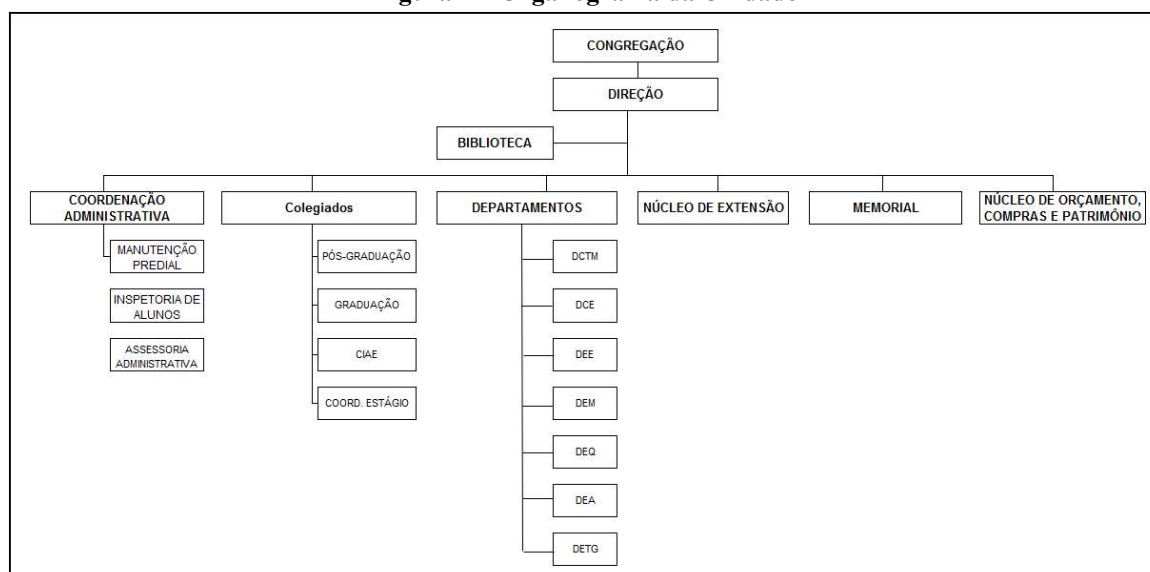 CONGREGAÇÃO
DIREÇÃO
BIBLIOTECA
COORDENAÇÃO
ADMINISTRATIVA
MANUTENÇÃO
PREDIAL
INSPETORIA DE
ALUNOS
ASSESSORIA
ADMINISTRATIVA
Colegiados
PÓS-GRADUAÇÃO
GRADUAÇÃO
CIAE
COORD. ESTÁGIO
DEPARTAMENTOS
DCTM
DCE
DEE
DEM
DEQ
DEA
DETG
NÚCLEO DE EXTENSÃO
MEMORIAL
NÚCLEO DE ORÇAMENTO,
COMPRAS E PATRIMÔNIO